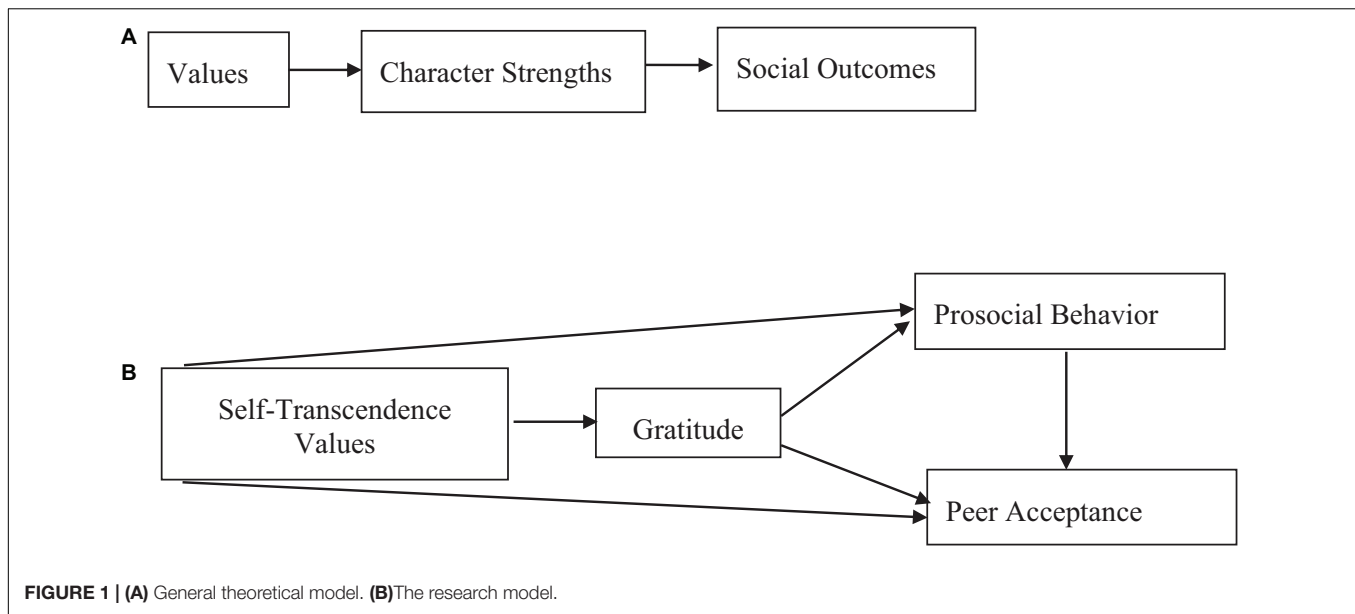 A
Values
Character Strengths
Social Outcomes
Prosocial Behavior
B
Self-Transcendence
Values
Gratitude
Peer Acceptance
FIGURE 1 | (A) General theoretical model. (B)The research model.